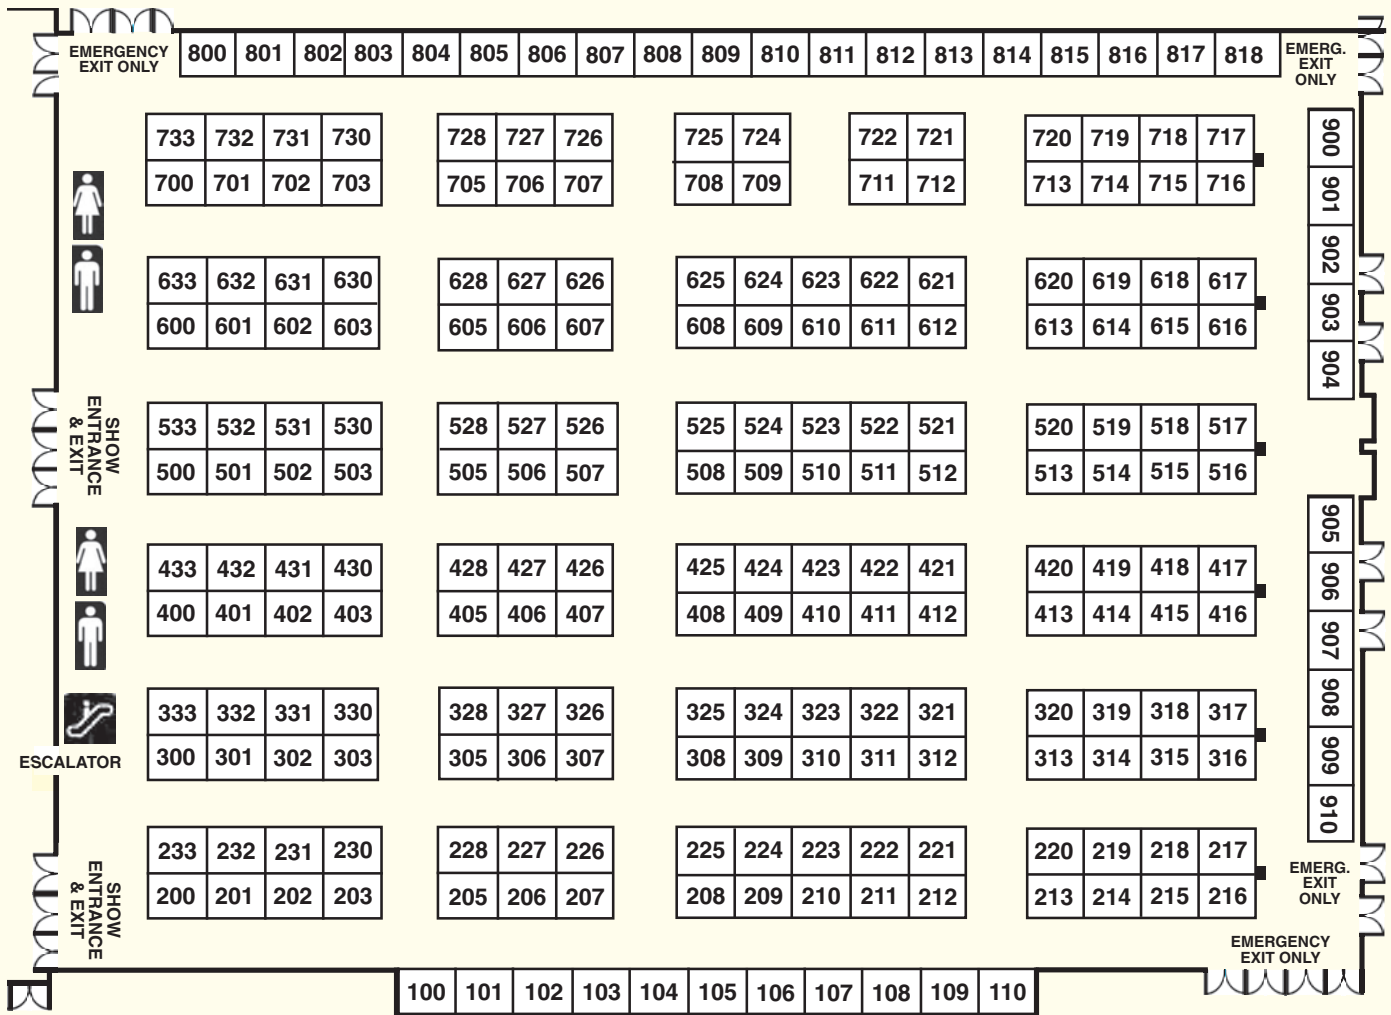 EMERGENCY
EXIT ONLY
800 801 802 803 804 805 806 807 808 809 810 811 812 813 814 815 816 817 818
EMERG.
EXIT
ONLY
733 732 731 730 728 727 726 725 724 722 721 720 719 718 717
700 701 702 703 705 706 707 708 709 711 712 713 714 715 716
900
901
902
903
904
633 632 631 630 628 627 626 625 624 623 622 621 620 619 618 617
600 601 602 603 605 606 607 608 609 610 611 612 613 614 615 616
SHOW
ENTRANCE
& EXIT
533 532 531 530 528 527 526 525 524 523 522 521 520 519 518 517
500 501 502 503 505 506 507 508 509 510 511 512 513 514 515 516
905
906
907
908
909
910
433 432 431 430 428 427 426 425 424 423 422 421 420 419 418 417
400 401 402 403 405 406 407 408 409 410 411 412 413 414 415 416
333 332 331 330 328 327 326 325 324 323 322 321 320 319 318 317
300 301 302 303 305 306 307 308 309 310 311 312 313 314 315 316
ESCALATOR
233 232 231 230 228 227 226 225 224 223 222 221 220 219 218 217
200 201 202 203 205 206 207 208 209 210 211 212 213 214 215 216
SHOW
ENTRANCE
& EXIT
EMERG.
EXIT
ONLY
EMERGENCY
EXIT ONLY
100 101 102 103 104 105 106 107 108 109 110